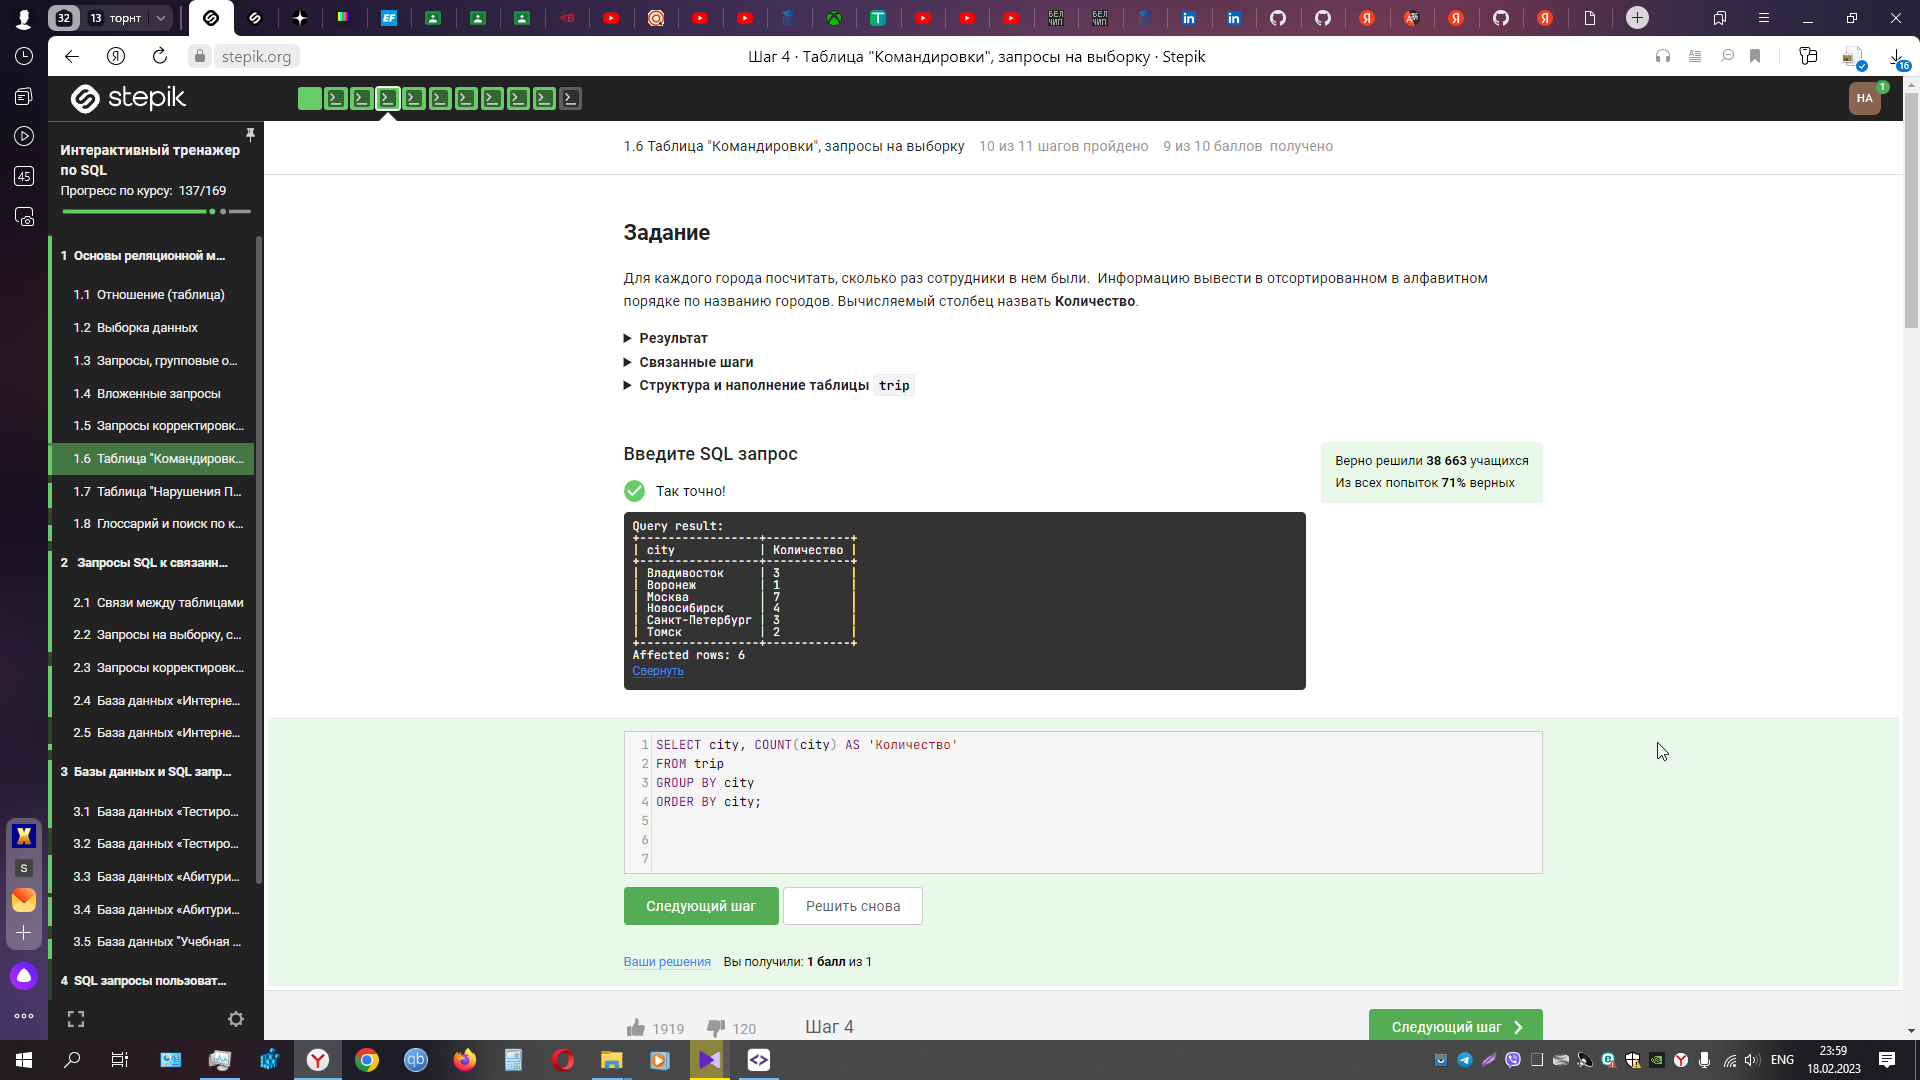 32
13
торнт
EF
БЕЛ ЧИП
БЕЛ ЧИП
stepik.org
Шаг 4 · Таблица "Командировки", запросы на выборку · Stepik
16
45
stepik
НА
1
Интерактивный тренажер
по SQL
Прогресс по курсу: 137/169
1 Основы реляционной м...
1.1 Отношение (таблица)
1.2 Выборка данных
1.3 Запросы, групповые о...
1.4 Вложенные запросы
1.5 Запросы корректировк...
1.6 Таблица "Командировк...
1.7 Таблица "Нарушения П...
1.8 Глоссарий и поиск по к...
2 Запросы SQL к связанн...
2.1 Связи между таблицами
2.2 Запросы на выборку, с...
2.3 Запросы корректировк...
2.4 База данных «Интерне...
2.5 База данных «Интерне...
3 Базы данных и SQL запр...
3.1 База данных «Тестиро...
3.2 База данных «Тестиро...
3.3 База данных «Абитури...
3.4 База данных «Абитури...
3.5 База данных "Учебная ...
4 SQL запросы пользоват...
S
1.6 Таблица "Командировки", запросы на выборку 10 из 11 шагов пройдено 9 из 10 баллов получено
Задание
Для каждого города посчитать, сколько раз сотрудники в нем были. Информацию вывести в отсортированном в алфавитном
порядке по названию городов. Вычисляемый столбец назвать Количество.
Результат
Связанные шаги
Структура и наполнение таблицы trip
Введите SQL запрос
Так точно!
Верно решили 38 663 учащихся
Из всех попыток 71% верных
Query result:
+-----------------+------------+
| city            | Количество |
+-----------------+------------+
| Владивосток     | 3          |
| Воронеж         | 1          |
| Москва          | 7          |
| Новосибирск     | 4          |
| Санкт-Петербург | 3          |
| Томск           | 2          |
+-----------------+------------+
Affected rows: 6
Свернуть
1 SELECT city, COUNT(city) AS 'Количество'
2 FROM trip
3 GROUP BY city
4 ORDER BY city;
5
6
7
Следующий шаг
Решить снова
Ваши решения Вы получили: 1 балл из 1
1919
120
Шаг 4
Следующий шаг
ENG
23:59
18.02.2023